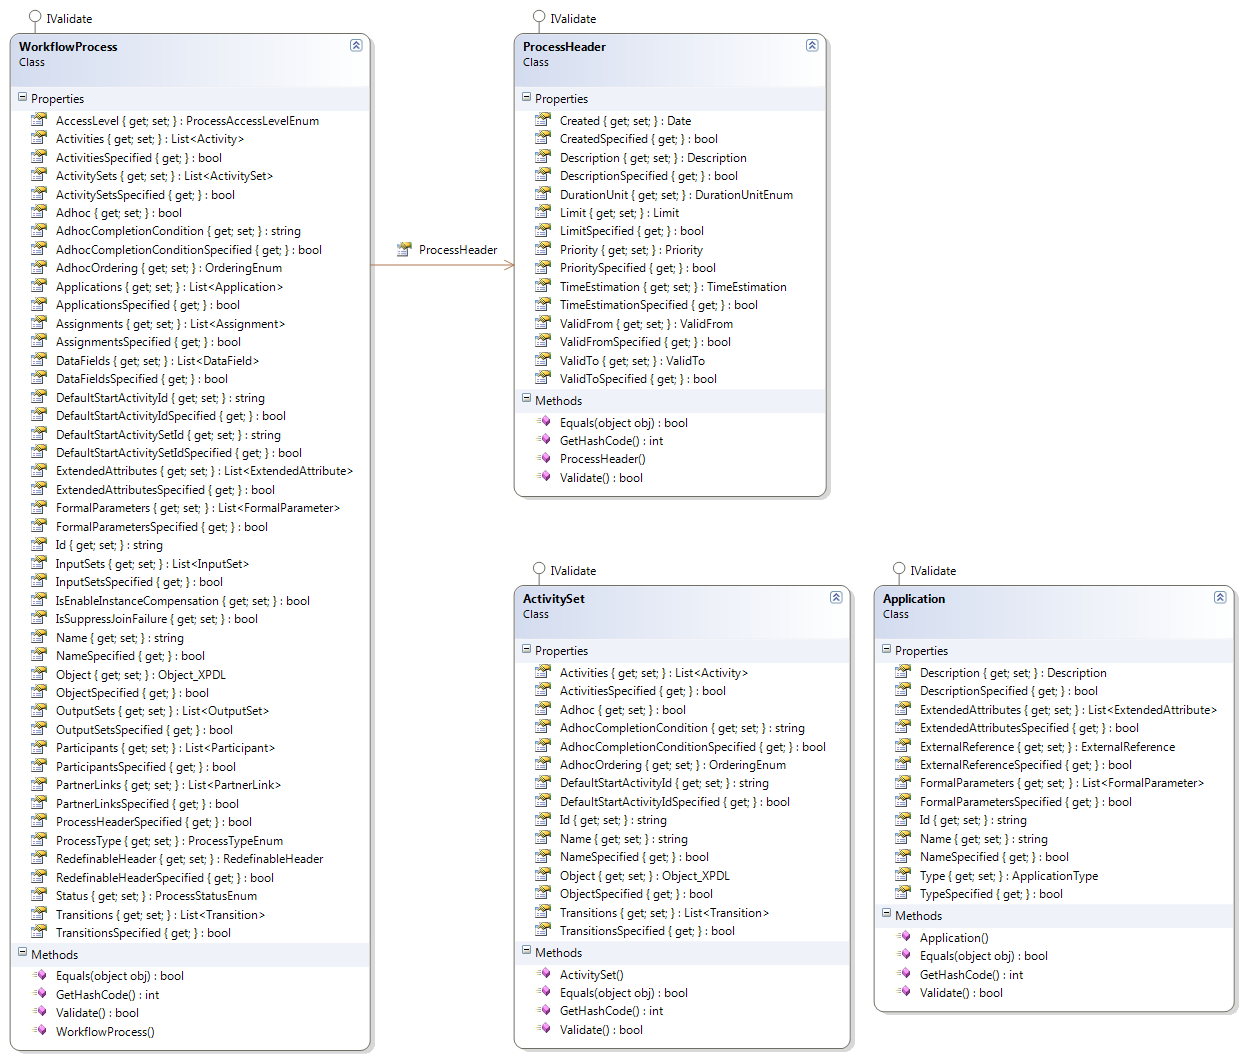 IValidate
WorkflowProcess
Class
Properties
AccessLevel { get; set; } : ProcessAccessLevelEnum
Activities { get; set; } : List<Activity>
ActivitiesSpecified { get; } : bool
ActivitySets { get; set; } : List<ActivitySet>
ActivitySetsSpecified { get; } : bool
Adhoc { get; set; } : bool
AdhocCompletionCondition { get; set; } : string
AdhocCompletionConditionSpecified { get; } : bool
AdhocOrdering { get; set; } : OrderingEnum
Applications { get; set; } : List<Application>
ApplicationsSpecified { get; } : bool
Assignments { get; set; } : List<Assignment>
AssignmentsSpecified { get; } : bool
DataFields { get; set; } : List<DataField>
DataFieldsSpecified { get; } : bool
DefaultStartActivityId { get; set; } : string
DefaultStartActivityIdSpecified { get; } : bool
DefaultStartActivitySetId { get; set; } : string
DefaultStartActivitySetIdSpecified { get; } : bool
ExtendedAttributes { get; set; } : List<ExtendedAttribute>
ExtendedAttributesSpecified { get; } : bool
FormalParameters { get; set; } : List<FormalParameter>
FormalParametersSpecified { get; } : bool
Id { get; set; } : string
InputSets { get; set; } : List<InputSet>
InputSetsSpecified { get; } : bool
IsEnableInstanceCompensation { get; set; } : bool
IsSuppressJoinFailure { get; set; } : bool
Name { get; set; } : string
NameSpecified { get; } : bool
Object { get; set; } : Object_XPDL
ObjectSpecified { get; } : bool
OutputSets { get; set; } : List<OutputSet>
OutputSetsSpecified { get; } : bool
Participants { get; set; } : List<Participant>
ParticipantsSpecified { get; } : bool
PartnerLinks { get; set; } : List<PartnerLink>
PartnerLinksSpecified { get; } : bool
ProcessHeaderSpecified { get; } : bool
ProcessType { get; set; } : ProcessTypeEnum
RedefinableHeader { get; set; } : RedefinableHeader
RedefinableHeaderSpecified { get; } : bool
Status { get; set; } : ProcessStatusEnum
Transitions { get; set; } : List<Transition>
TransitionsSpecified { get; } : bool
Methods
Equals(object obj) : bool
GetHashCode() : int
Validate() : bool
WorkflowProcess()
ProcessHeader
IValidate
ProcessHeader
Class
Properties
Created { get; set; } : Date
CreatedSpecified { get; } : bool
Description { get; set; } : Description
DescriptionSpecified { get; } : bool
DurationUnit { get; set; } : DurationUnitEnum
Limit { get; set; } : Limit
LimitSpecified { get; } : bool
Priority { get; set; } : Priority
PrioritySpecified { get; } : bool
TimeEstimation { get; set; } : TimeEstimation
TimeEstimationSpecified { get; } : bool
ValidFrom { get; set; } : ValidFrom
ValidFromSpecified { get; } : bool
ValidTo { get; set; } : ValidTo
ValidToSpecified { get; } : bool
Methods
Equals(object obj) : bool
GetHashCode() : int
ProcessHeader()
Validate() : bool
IValidate
ActivitySet
Class
Properties
Activities { get; set; } : List<Activity>
ActivitiesSpecified { get; } : bool
Adhoc { get; set; } : bool
AdhocCompletionCondition { get; set; } : string
AdhocCompletionConditionSpecified { get; } : bool
AdhocOrdering { get; set; } : OrderingEnum
DefaultStartActivityId { get; set; } : string
DefaultStartActivityIdSpecified { get; } : bool
Id { get; set; } : string
Name { get; set; } : string
NameSpecified { get; } : bool
Object { get; set; } : Object_XPDL
ObjectSpecified { get; } : bool
Transitions { get; set; } : List<Transition>
TransitionsSpecified { get; } : bool
Methods
ActivitySet()
Equals(object obj) : bool
GetHashCode() : int
Validate() : bool
IValidate
Application
Class
Properties
Description { get; set; } : Description
DescriptionSpecified { get; } : bool
ExtendedAttributes { get; set; } : List<ExtendedAttribute>
ExtendedAttributesSpecified { get; } : bool
ExternalReference { get; set; } : ExternalReference
ExternalReferenceSpecified { get; } : bool
FormalParameters { get; set; } : List<FormalParameter>
FormalParametersSpecified { get; } : bool
Id { get; set; } : string
Name { get; set; } : string
NameSpecified { get; } : bool
Type { get; set; } : ApplicationType
TypeSpecified { get; } : bool
Methods
Application()
Equals(object obj) : bool
GetHashCode() : int
Validate() : bool